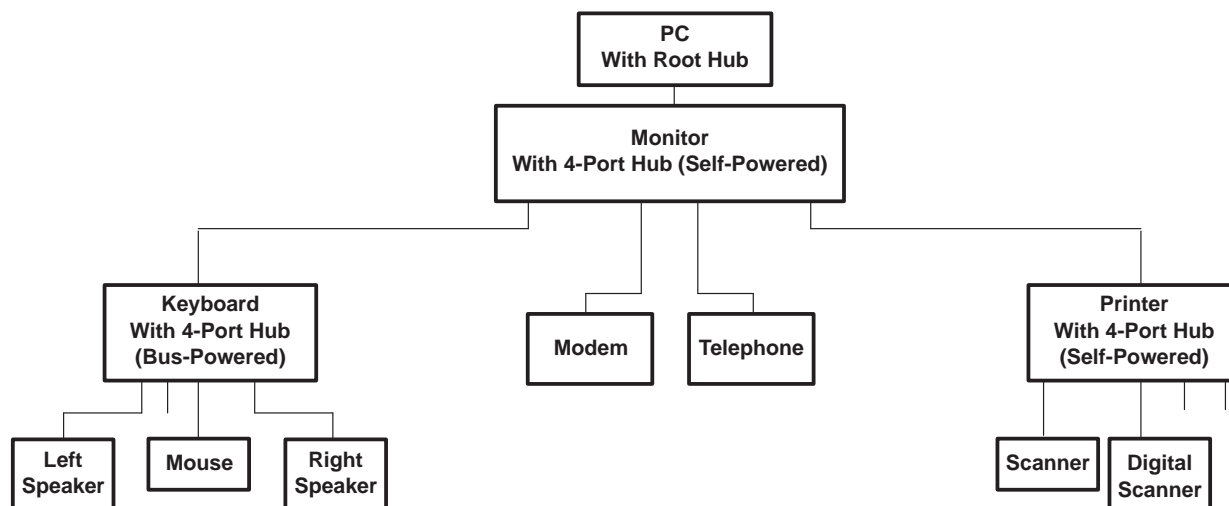 PC
With Root Hub
Monitor
With 4-Port Hub (Self-Powered)
Keyboard
With 4-Port Hub
(Bus-Powered)
Modem
Telephone
Printer
With 4-Port Hub
(Self-Powered)
Left
Speaker
Mouse
Right
Speaker
Scanner
Digital
Scanner